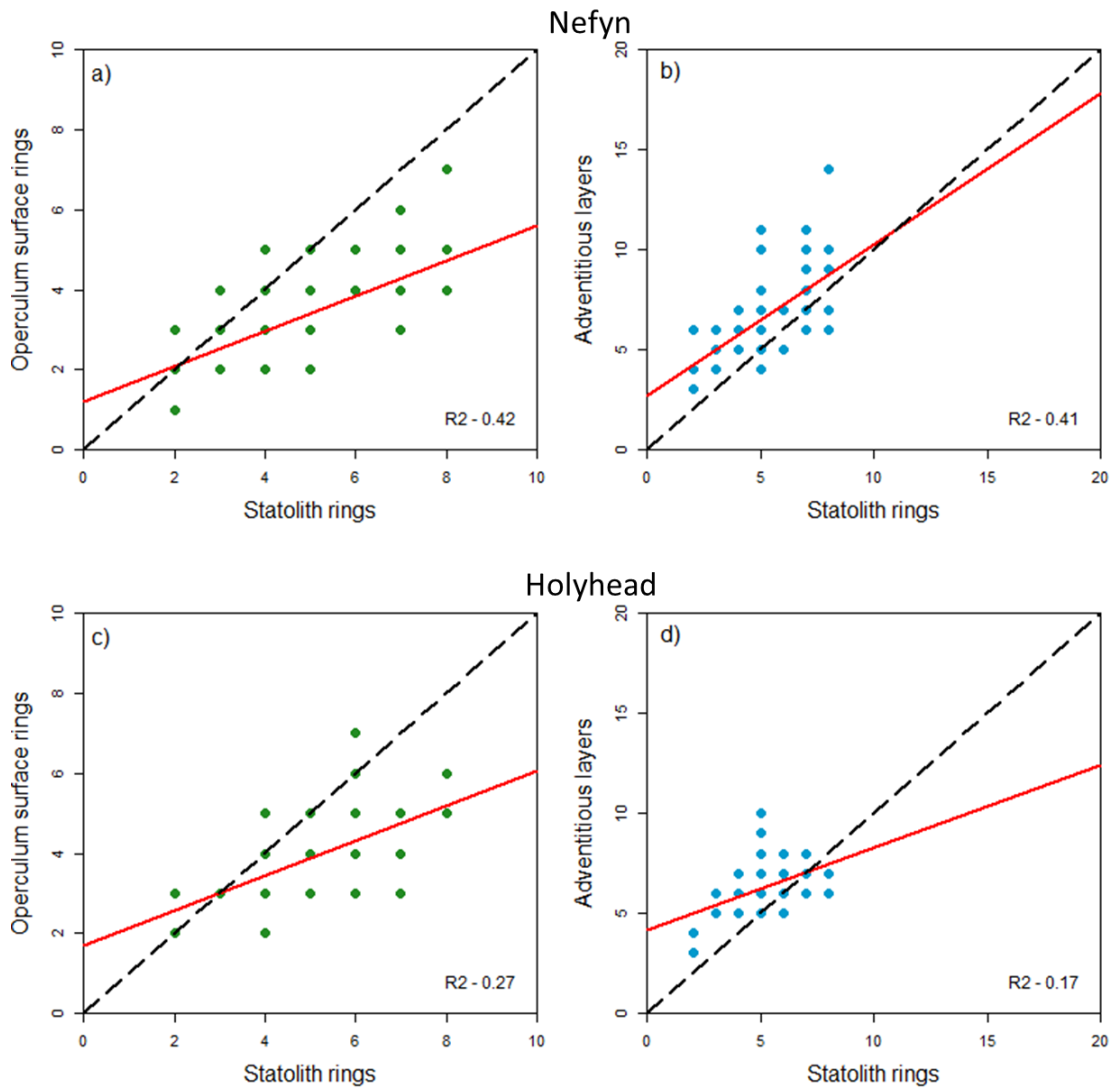 Nefyn
a)
10
8
6
4
2
0
Operculum surface rings
R2 - 0.42
0 2 4 6 8 10
Statolith rings
b)
20
15
10
5
0
Adventitious layers
R2 - 0.41
0 5 10 15 20
Statolith rings
Holyhead
c)
10
8
6
4
2
0
Operculum surface rings
R2 - 0.27
0 2 4 6 8 10
Statolith rings
d)
20
15
10
5
0
Adventitious layers
R2 - 0.17
0 5 10 15 20
Statolith rings